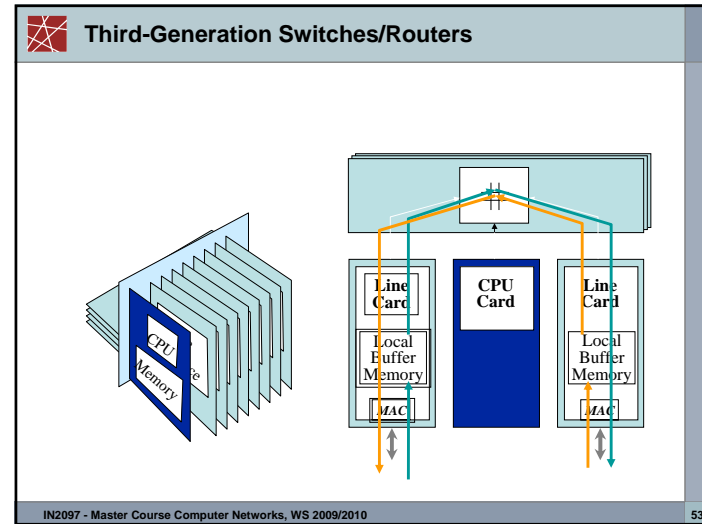 Third-Generation Switches/Routers
Line
Card
Local
Buffer
Memory
MAC
CPU
Card
Line
Card
Local
Buffer
Memory
MAC
CPU
Memory
IN2097 - Master Course Computer Networks, WS 2009/2010
53